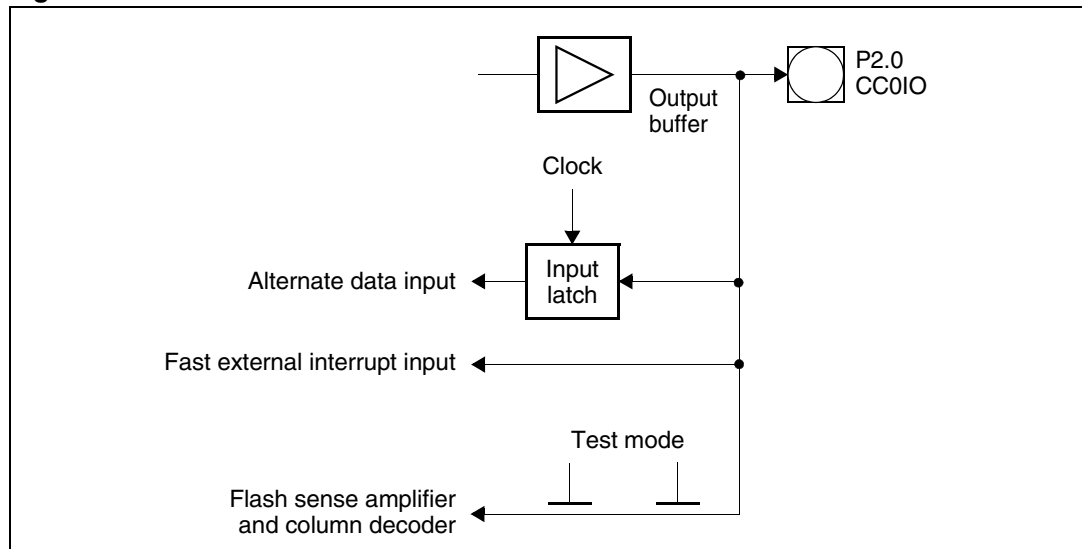 P2.0
CC0IO
Output
buffer
Clock
Input
latch
Alternate data input
Fast external interrupt input
Test mode
Flash sense amplifier
and column decoder